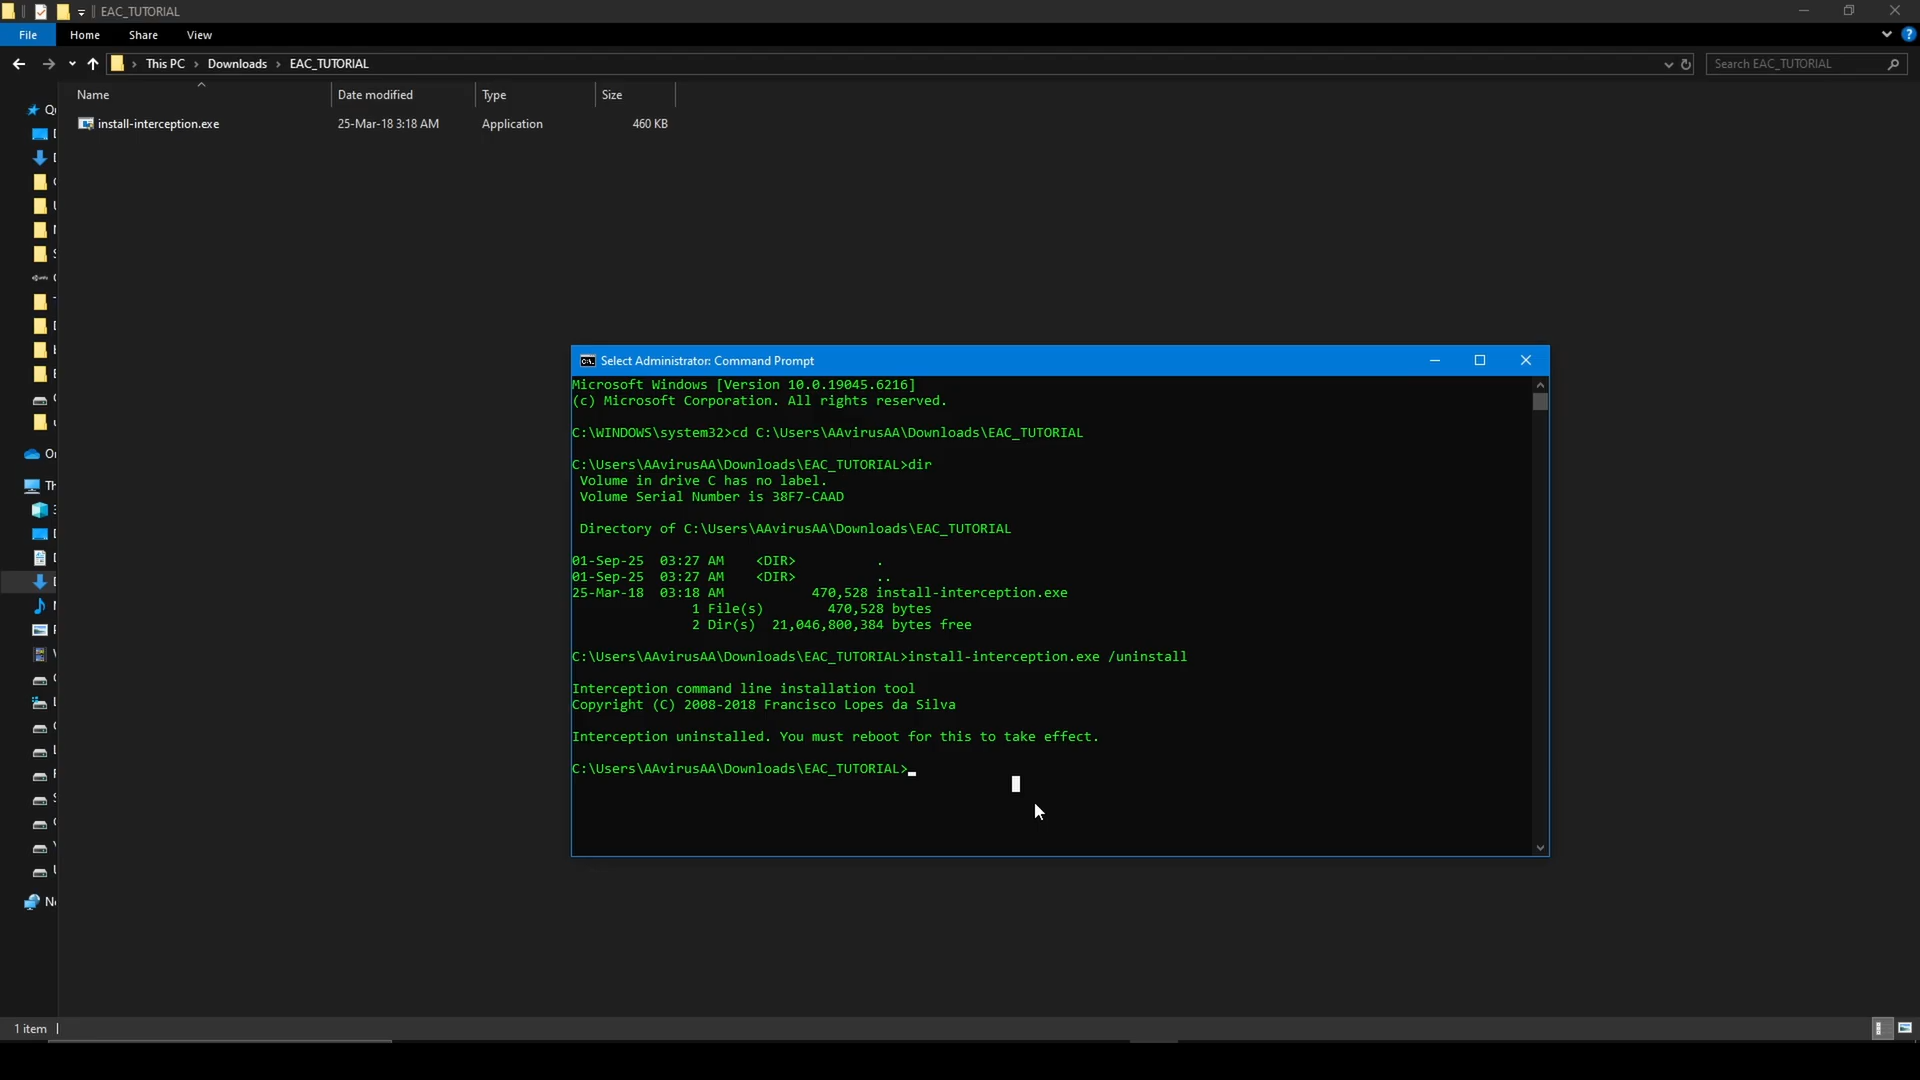 EAC_TUTORIAL
File Home Share View
This PC Downloads EAC_TUTORIAL
Search EAC_TUTORIAL
Name Date modified Type Size
install-interception.exe 25-Mar-18 3:18 AM Application 460 KB
Select Administrator: Command Prompt
Microsoft Windows [Version 10.0.19045.6216]
(c) Microsoft Corporation. All rights reserved.
C:\WINDOWS\system32>cd C:\Users\AAvirusAA\Downloads\EAC_TUTORIAL
C:\Users\AAvirusAA\Downloads\EAC_TUTORIAL>dir
Volume in drive C has no label.
Volume Serial Number is 38F7-CAAD
Directory of C:\Users\AAvirusAA\Downloads\EAC_TUTORIAL
01-Sep-25 03:27 AM <DIR> .
01-Sep-25 03:27 AM <DIR> ..
25-Mar-18 03:18 AM 470,528 install-interception.exe
1 File(s) 470,528 bytes
2 Dir(s) 21,046,800,384 bytes free
C:\Users\AAvirusAA\Downloads\EAC_TUTORIAL>install-interception.exe /uninstall
Interception command line installation tool
Copyright (C) 2008-2018 Francisco Lopes da Silva
Interception uninstalled. You must reboot for this to take effect.
C:\Users\AAvirusAA\Downloads\EAC_TUTORIAL>
1 item